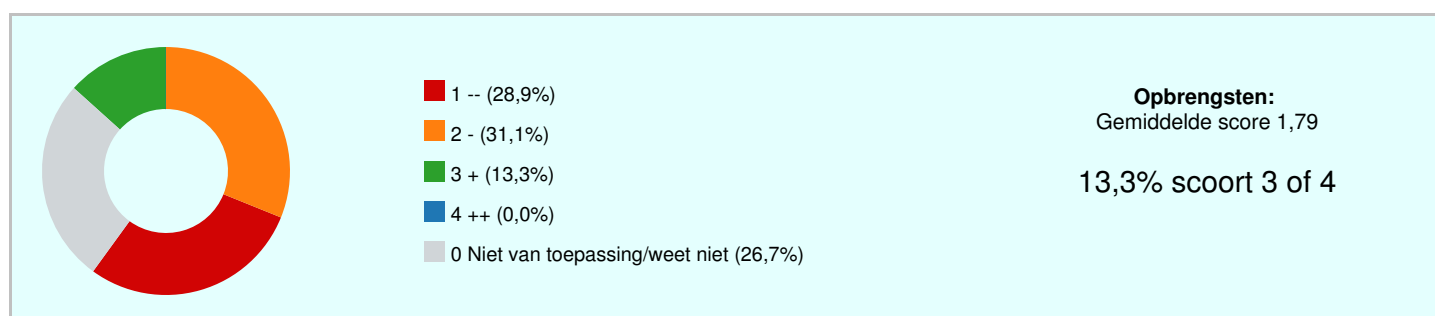 1 -- (28,9%)
2 - (31,1%)
3 + (13,3%)
4 ++ (0,0%)
0 Niet van toepassing/weet niet (26,7%)
Opbrengsten:
Gemiddelde score 1,79
13,3% scoort 3 of 4